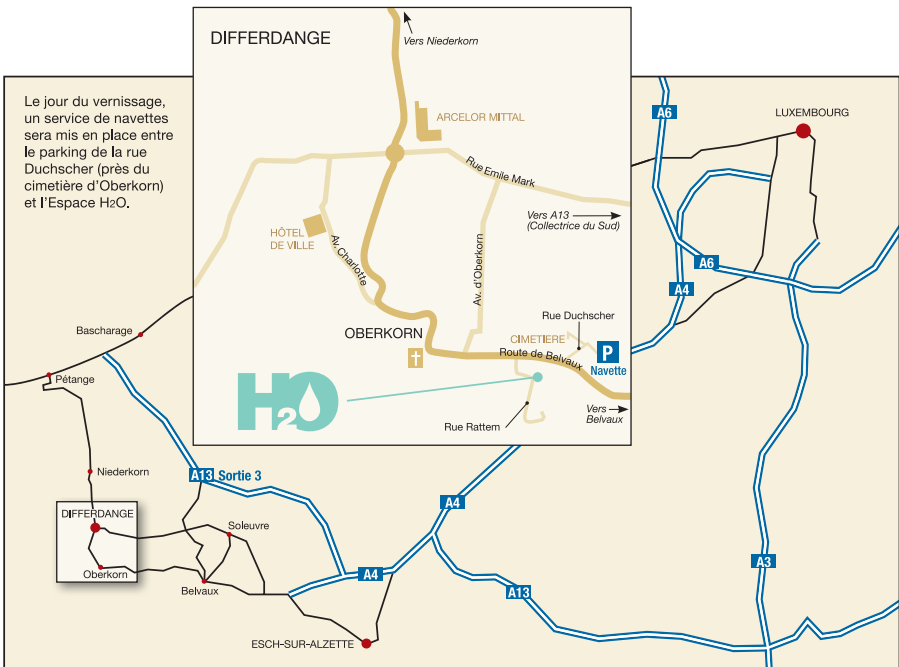 DIFFERDANGE
Vers Niederkorn
ARCELOR MITTAL
Rue Emile Mark
Vers A13
(Collectrice du Sud)
HÔTEL
DE VILLE
Av. Charlotte
Av. d'Oberkorn
OBERKORN
Rue Duchscher
CIMETIERE
Route de Belvaux
P
Navette
H2O
Rue Rattem
Vers
Belvaux
Le jour du vernissage,
un service de navettes
sera mis en place entre
le parking de la rue
Duchscher (près du
cimetière d'Oberkorn)
et l'Espace H2O.
A6
LUXEMBOURG
A6
A4
Bascharage
Pétange
Niederkorn
A13 Sortie 3
DIFFERDANGE
Soleuvre
Oberkorn
Belvaux
A4
A4
A13
A3
ESCH-SUR-ALZETTE